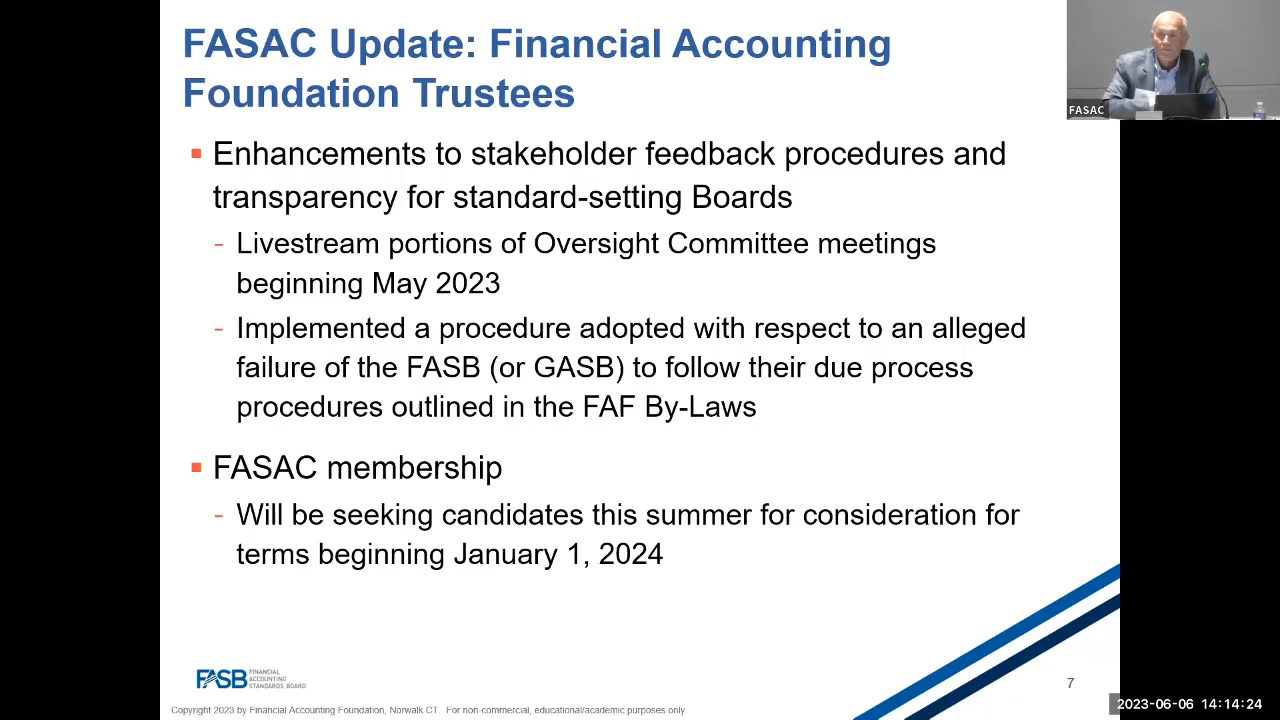 FASAC Update: Financial Accounting
Foundation Trustees
FASAC
▪ Enhancements to stakeholder feedback procedures and
transparency for standard-setting Boards
- Livestream portions of Oversight Committee meetings
beginning May 2023
- Implemented a procedure adopted with respect to an alleged
failure of the FASB (or GASB) to follow their due process
procedures outlined in the FAF By-Laws
▪ FASAC membership
- Will be seeking candidates this summer for consideration for
terms beginning January 1, 2024
FASB
FINANCIAL
ACCOUNTING
STANDARDS BOARD
7
2023-06-06 14:14:24
Copyright 2023 by Financial Accounting Foundation, Norwalk CT. For non-commercial, educational/academic purposes only.